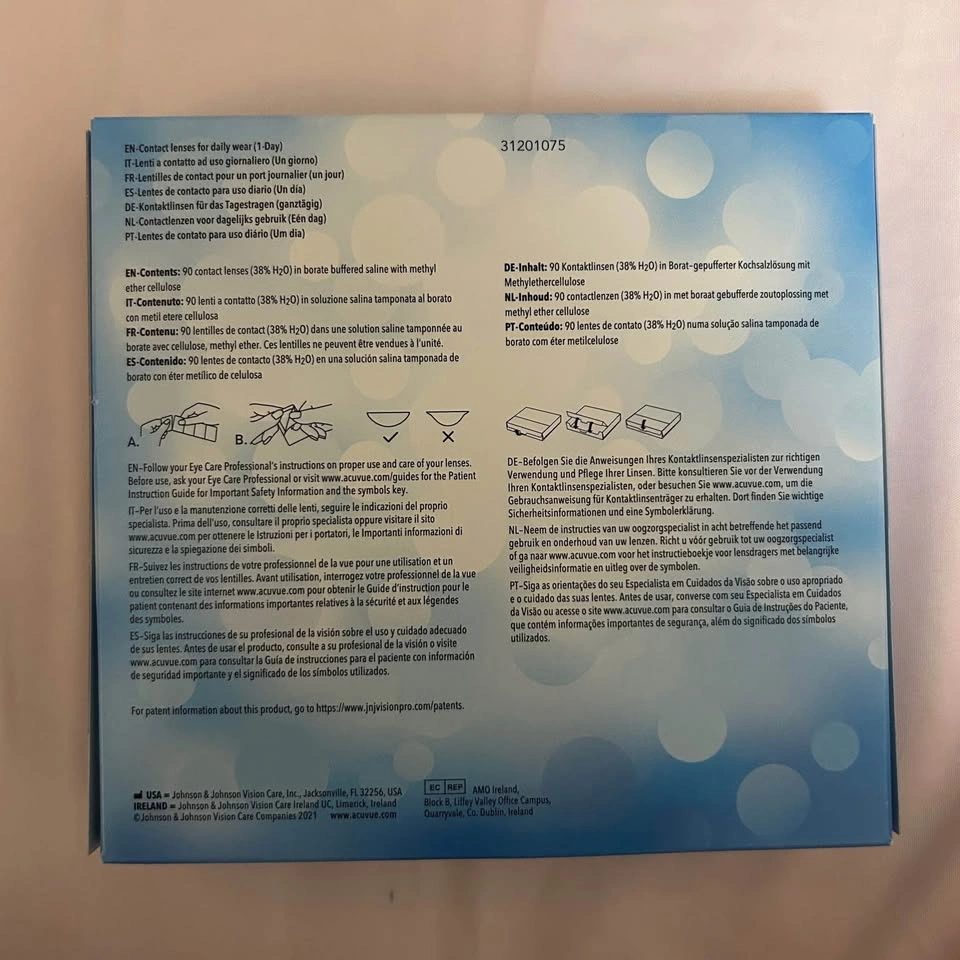 EN-Contact lenses for daily wear (1-Day)
IT-Lenti a contatto ad uso giornaliero (Un giorno)
FR-Lentilles de contact pour un port journalier (un jour)
ES-Lentes de contacto para uso diario (Un día)
DE-Kontaktlinsen für das Tagestragen (ganztägig)
NL-Contactlenzen voor dagelijks gebruik (Eén dag)
PT-Lentes de contato para uso diário (Um dia)
31201075
EN-Contents: 90 contact lenses (38% H2O) in borate buffered saline with methyl
ether cellulose
IT-Contenuto: 90 lenti a contatto (38% H2O) in soluzione salina tamponata al borato
con metil etere cellulosa
FR-Contenu: 90 lentilles de contact (38% H2O) dans une solution saline tamponnée au
borate avec cellulose, methyl ether. Ces lentilles ne peuvent être vendues à l'unité.
ES-Contenido: 90 lentes de contacto (38% H2O) en una solución salina tamponada de
borato con éter metílico de celulosa
DE-Inhalt: 90 Kontaktlinsen (38% H2O) in Borat-gepufferter Kochsalzlösung mit
Methylethercellulose
NL-Inhoud: 90 contactlenzen (38% H2O) in met boraat gebufferde zoutoplossing met
methyl ether cellulose
PT-Conteúdo: 90 lentes de contato (38% H2O) numa solução salina tamponada de
borato com éter metilcelulose
A.
B.
EN-Follow your Eye Care Professional's instructions on proper use and care of your lenses.
Before use, ask your Eye Care Professional or visit www.acuvue.com/guides for the Patient
Instruction Guide for Important Safety Information and the symbols key.
IT-Per l'uso e la manutenzione corretti delle lenti, seguire le indicazioni del proprio
specialista. Prima dell'uso, consultare il proprio specialista oppure visitare il sito
www.acuvue.com per ottenere le Istruzioni per i portatori, le Importanti informazioni di
sicurezza e la spiegazione dei simboli.
FR-Suivez les instructions de votre professionnel de la vue pour une utilisation et un
entretien correct de vos lentilles. Avant utilisation, interrogez votre professionnel de la vue
ou consultez le site internet www.acuvue.com pour obtenir le Guide d'instruction pour le
patient contenant des informations importantes relatives à la sécurité et aux légendes
des symboles.
ES-Siga las instrucciones de su profesional de la visión sobre el uso y cuidado adecuado
de sus lentes. Antes de usar el producto, consulte a su profesional de la visión o visite
www.acuvue.com para consultar la Guía de instrucciones para el paciente con información
de seguridad importante y el significado de los símbolos utilizados.
DE-Befolgen Sie die Anweisungen Ihres Kontaktlinsenspezialisten zur richtigen
Verwendung und Pflege Ihrer Linsen. Bitte konsultieren Sie vor der Verwendung
Ihren Kontaktlinsenspezialisten, oder besuchen Sie www.acuvue.com, um die
Gebrauchsanweisung für Kontaktlinsenträger zu erhalten. Dort finden Sie wichtige
Sicherheitsinformationen und eine Symbolerklärung.
NL-Neem de instructies van uw oogzorgspecialist in acht betreffende het passend
gebruik en onderhoud van uw lenzen. Richt u vóór gebruik tot uw oogzorgspecialist
of ga naar www.acuvue.com voor het instructieboekje voor lensdragers met belangrijke
veiligheidsinformatie en uitleg over de symbolen.
PT-Siga as orientações do seu Especialista em Cuidados da Visão sobre o uso apropriado
e o cuidado das suas lentes. Antes de usar, converse com seu Especialista em Cuidados
da Visão ou acesse o site www.acuvue.com para consultar o Guia de Instruções do Paciente,
que contém informações importantes de segurança, além do significado dos símbolos
utilizados.
For patent information about this product, go to https://www.jnjvisionpro.com/patents.
USA = Johnson & Johnson Vision Care, Inc., Jacksonville, FL 32256, USA
IRELAND = Johnson & Johnson Vision Care Ireland UC, Limerick, Ireland
©Johnson & Johnson Vision Care Companies 2021 www.acuvue.com
EC REP AMO Ireland,
Block B, Liffey Valley Office Campus,
Quarryvale, Co. Dublin, Ireland